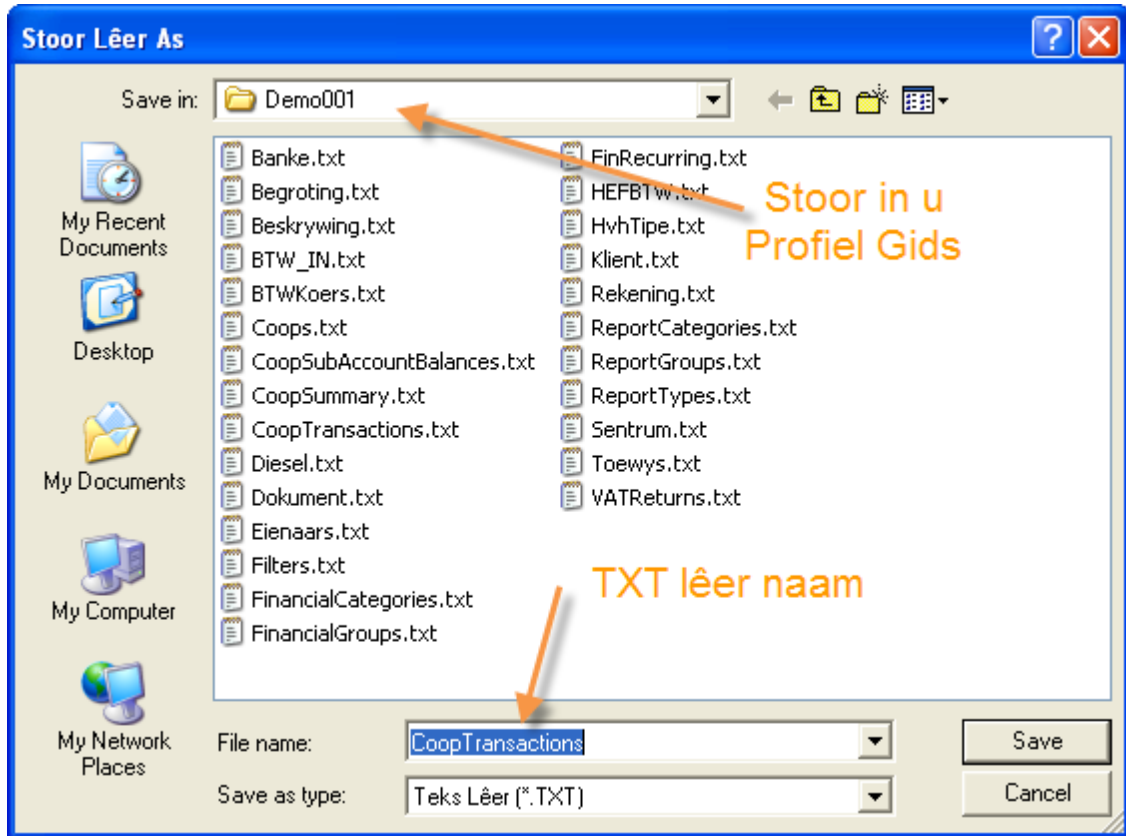 Stoor Lêer As
Save in:
Demo001
My Recent
Documents
Desktop
My Documents
My Computer
My Network
Places
Banke.txt
Begroting.txt
Beskrywing.txt
BTW_IN.txt
BTWKoers.txt
Coops.txt
CoopSubAccountBalances.txt
CoopSummary.txt
CoopTransactions.txt
Diesel.txt
Dokument.txt
Eienaars.txt
Filters.txt
FinancialCategories.txt
FinancialGroups.txt
FinRecurring.txt
HEFBTW.txt
HvhTipe.txt
Klient.txt
Rekening.txt
ReportCategories.txt
ReportGroups.txt
ReportTypes.txt
Sentrum.txt
Toewys.txt
VATReturns.txt
Stoor in u
Profiel Gids
TXT lêer naam
File name:
CoopTransactions
Save
Save as type:
Teks Lêer (*.TXT)
Cancel